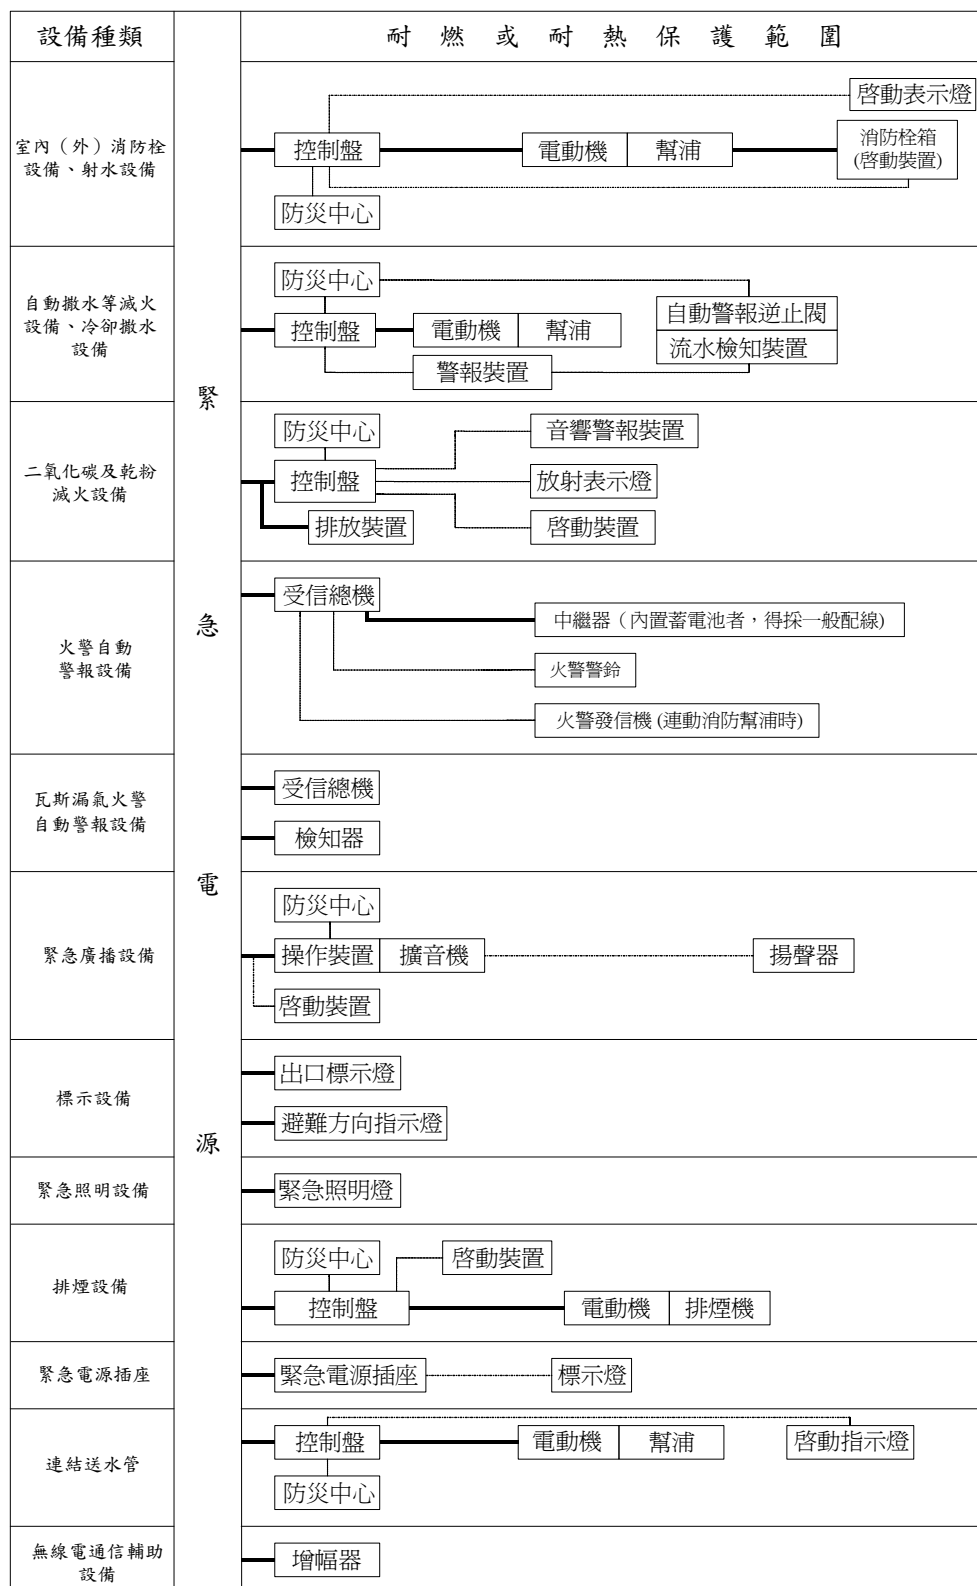 設備種類
耐燃或耐熱保護範圍
緊
急
電
源
室內（外）消防栓
設備、射水設備
啓動表示燈
控制盤
電動機
幫浦
消防栓箱
(啓動裝置)
防災中心
自動撒水等滅火
設備、冷卻撒水
設備
防災中心
控制盤
電動機
幫浦
自動警報逆止閥
流水檢知裝置
警報裝置
二氧化碳及乾粉
滅火設備
防災中心
音響警報裝置
控制盤
放射表示燈
排放裝置
啓動裝置
火警自動
警報設備
受信總機
中繼器（內置蓄電池者，得採一般配線)
火警警鈴
火警發信機 (連動消防幫浦時)
瓦斯漏氣火警
自動警報設備
受信總機
檢知器
緊急廣播設備
防災中心
操作裝置
擴音機
揚聲器
啓動裝置
標示設備
出口標示燈
避難方向指示燈
緊急照明設備
緊急照明燈
排煙設備
防災中心
啓動裝置
控制盤
電動機
排煙機
緊急電源插座
緊急電源插座
標示燈
連結送水管
控制盤
電動機
幫浦
啓動指示燈
防災中心
無線電通信輔助
設備
增幅器